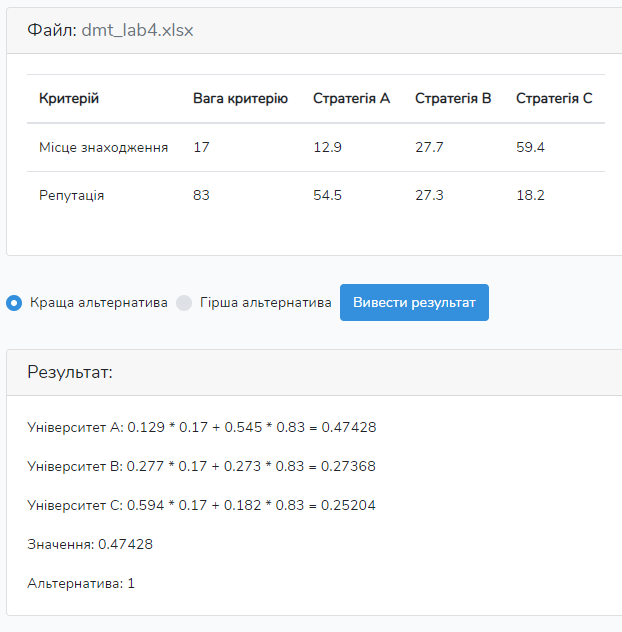 Файл: dmt_lab4.xlsx
Критерій Вага критерію Стратегія A Стратегія B Стратегія C
Місце знаходження 17 12.9 27.7 59.4
Репутація 83 54.5 27.3 18.2
Краща альтернатива Гірша альтернатива Вивести результат
Результат:
Університет A: 0.129 * 0.17 + 0.545 * 0.83 = 0.47428
Університет B: 0.277 * 0.17 + 0.273 * 0.83 = 0.27368
Університет C: 0.594 * 0.17 + 0.182 * 0.83 = 0.25204
Значення: 0.47428
Альтернатива: 1